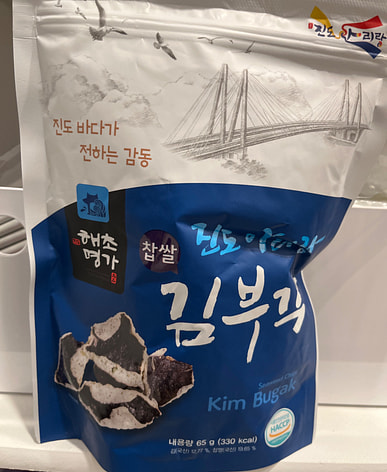 진도아리랑
진도 바다가
전하는 감동
해초
명가
찹쌀
진도 아리랑
김부각
Seaweed Chips
Kim Bugak
내용량 65 g (330 kcal)
HACCP